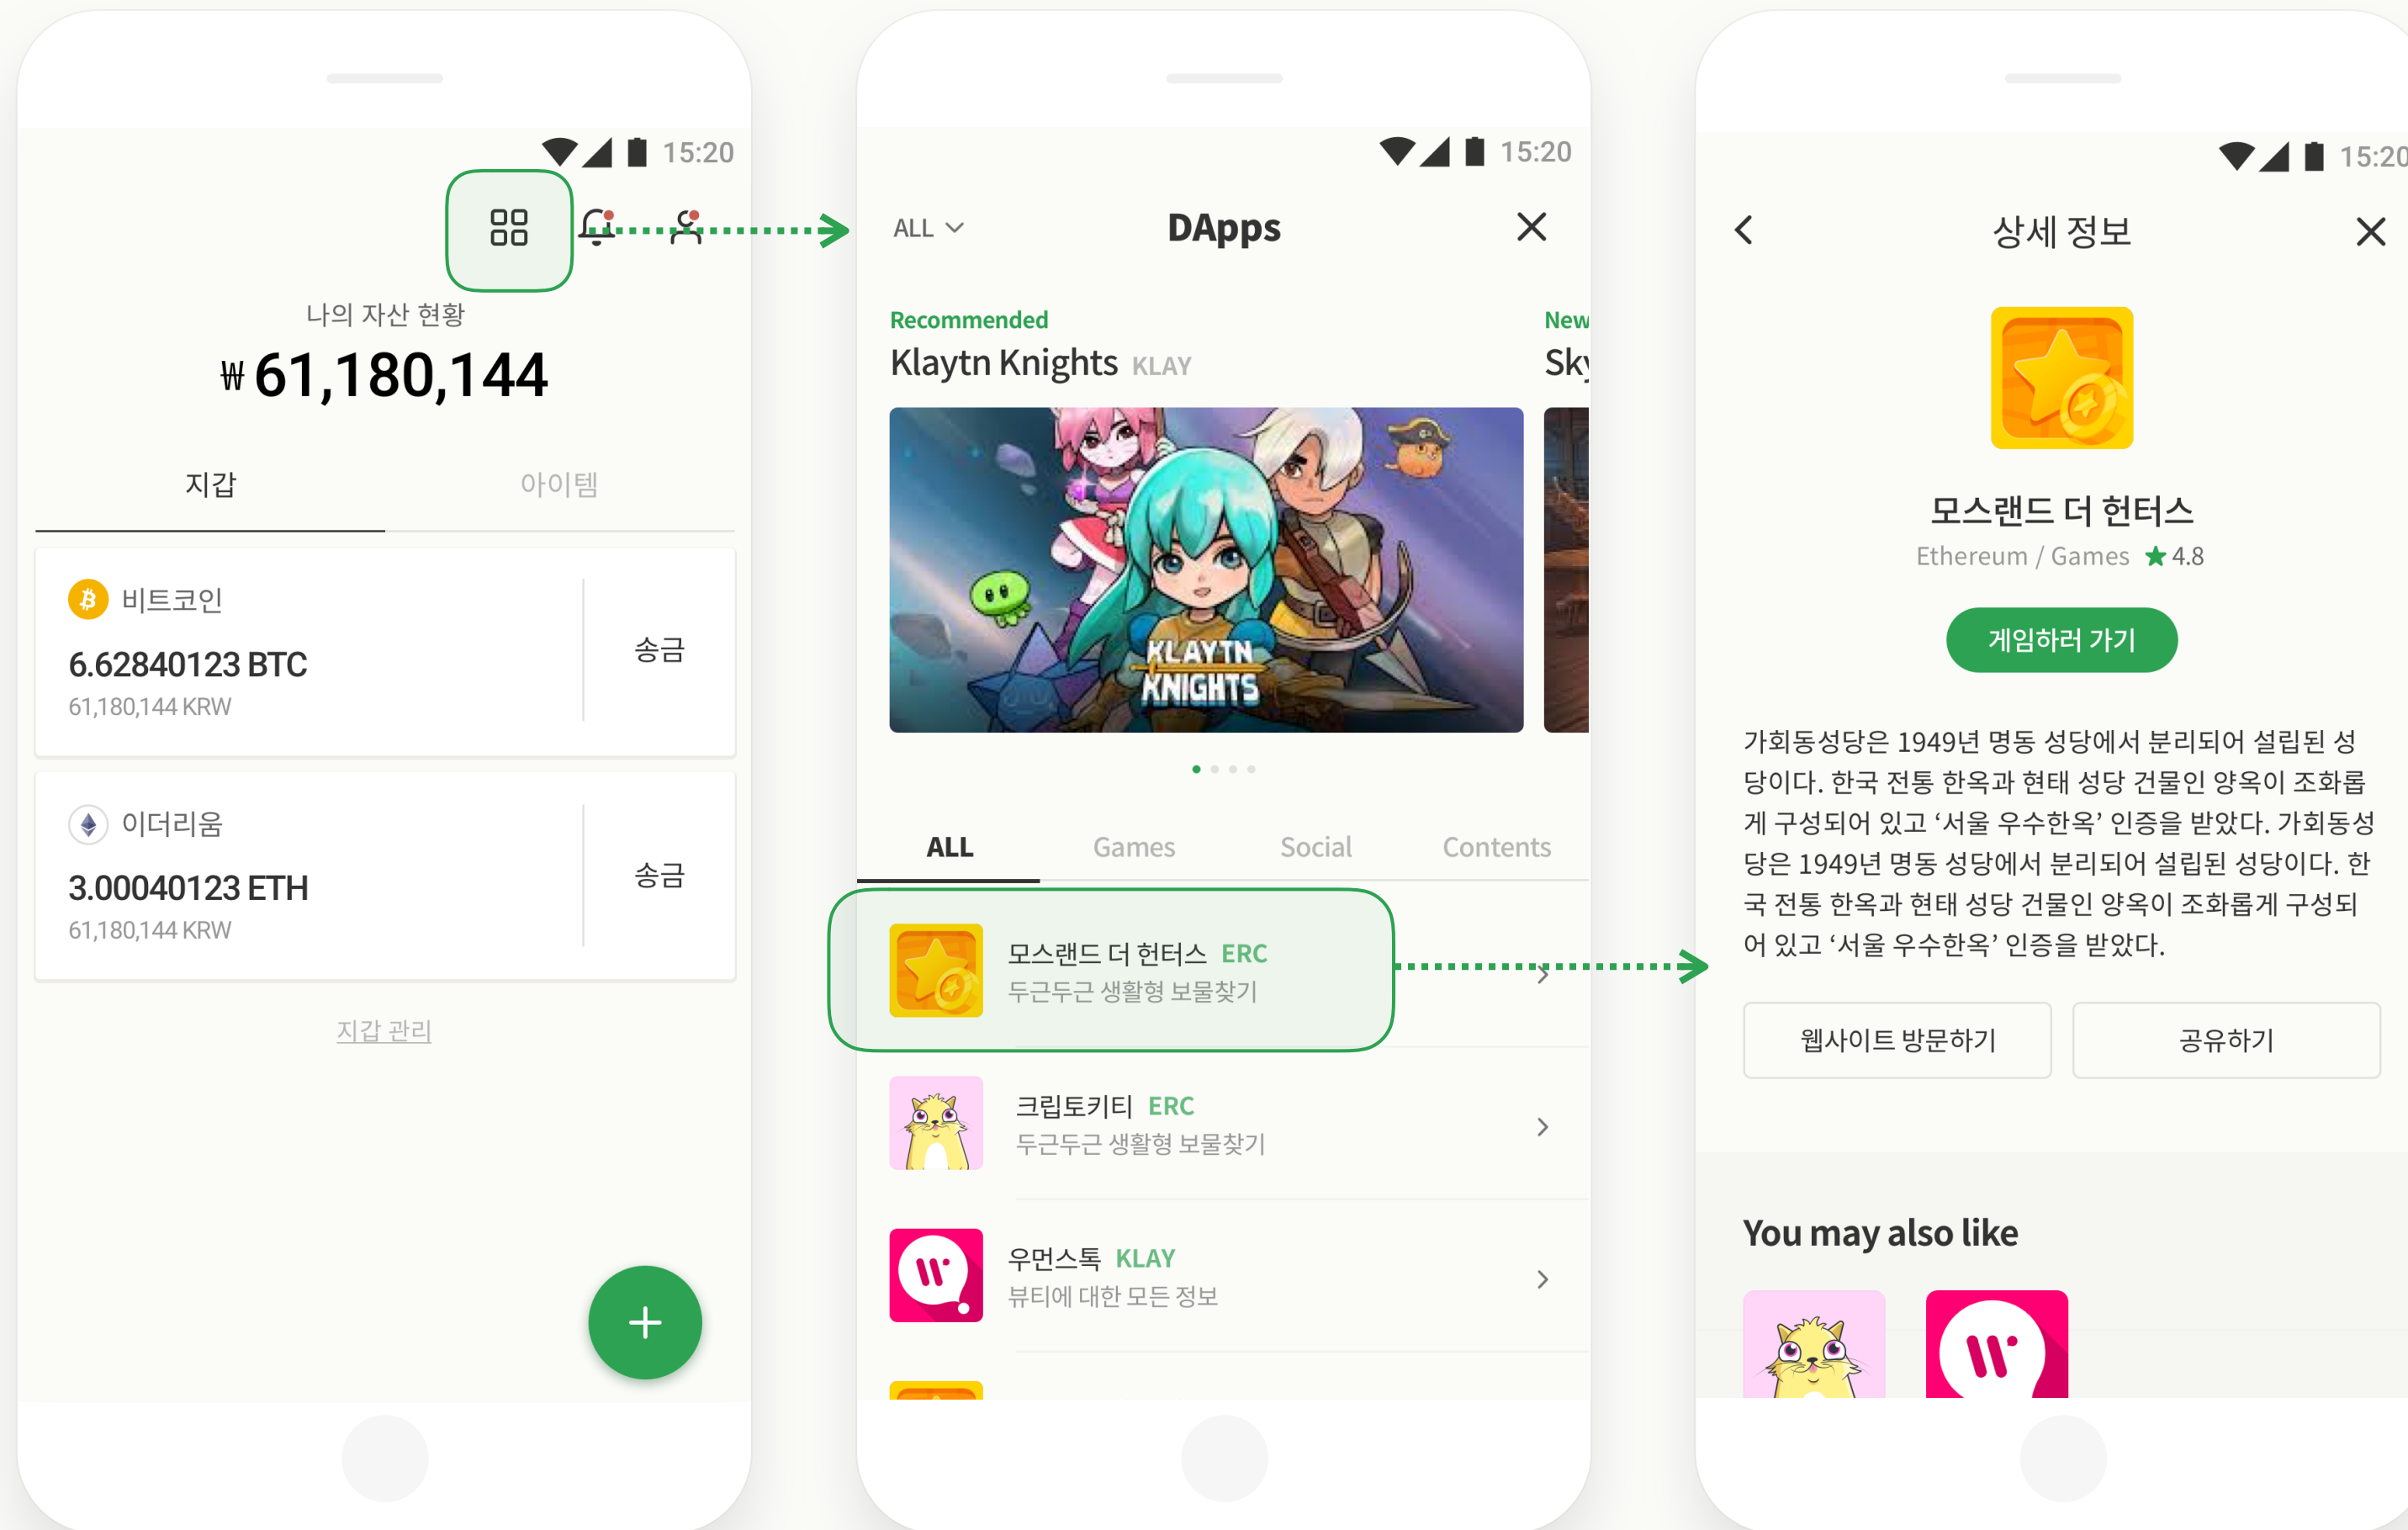 15:20
나의 자산 현황
₩ 61,180,144
지갑
아이템
비트코인
6.62840123 BTC
61,180,144 KRW
송금
이더리움
3.00040123 ETH
61,180,144 KRW
송금
지갑 관리
15:20
ALL
DApps
Recommended
Klaytn Knights KLAY
New
Sky
KLAYTN
KNIGHTS
ALL
Games
Social
Contents
모스랜드 더 헌터스 ERC
두근두근 생활형 보물찾기
크립토키티 ERC
두근두근 생활형 보물찾기
우먼스톡 KLAY
뷰티에 대한 모든 정보
15:20
상세 정보
모스랜드 더 헌터스
Ethereum / Games ★ 4.8
게임하러 가기
가회동성당은 1949년 명동 성당에서 분리되어 설립된 성
당이다. 한국 전통 한옥과 현태 성당 건물인 양옥이 조화롭
게 구성되어 있고 ‘서울 우수한옥’ 인증을 받았다. 가회동성
당은 1949년 명동 성당에서 분리되어 설립된 성당이다. 한
국 전통 한옥과 현태 성당 건물인 양옥이 조화롭게 구성되
어 있고 ‘서울 우수한옥’ 인증을 받았다.
웹사이트 방문하기
공유하기
You may also like